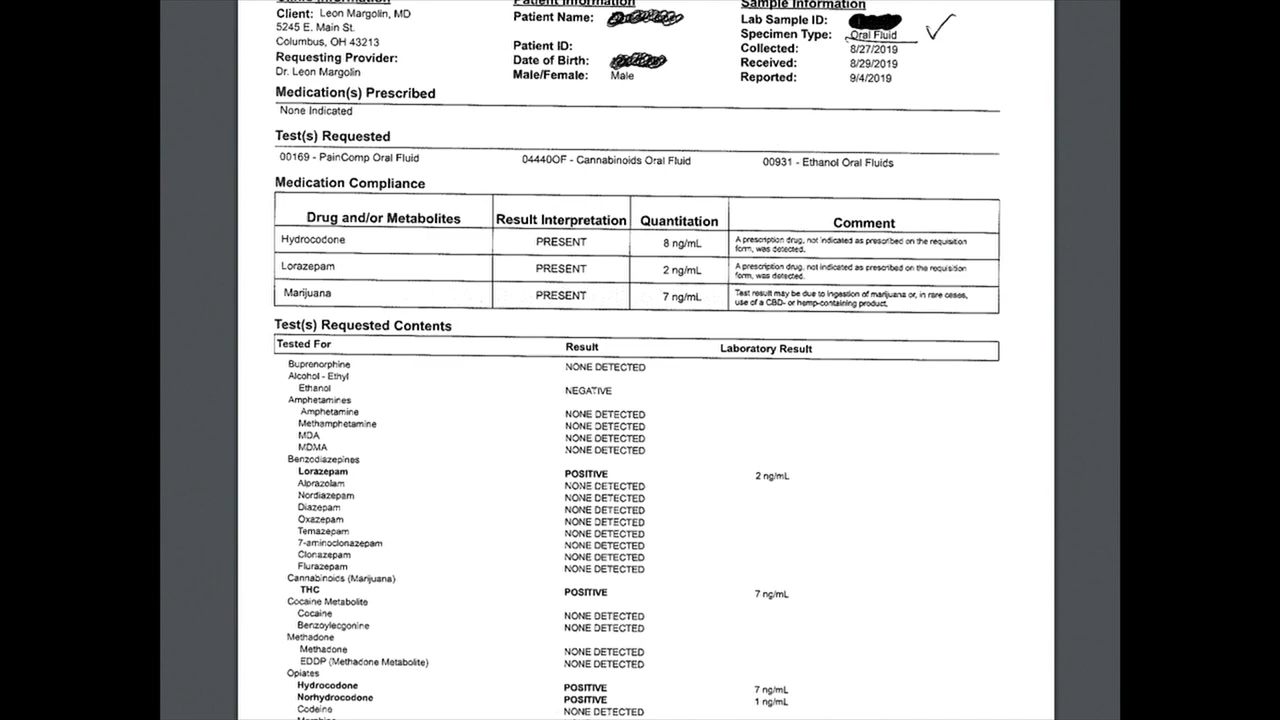 Client: Leon Margolin, MD
5245 E. Main St.
Columbus, OH 43213
Requesting Provider:
Dr. Leon Margolin
Patient Information
Patient Name:
Patient ID:
Date of Birth:
Male/Female: Male
Sample Information
Lab Sample ID:
Specimen Type: Oral Fluid
Collected: 8/27/2019
Received: 8/29/2019
Reported: 9/4/2019
Medication(s) Prescribed
None Indicated
Test(s) Requested
00169 - PainComp Oral Fluid 04440OF - Cannabinoids Oral Fluid 00931 - Ethanol Oral Fluids
Medication Compliance
Drug and/or Metabolites Result Interpretation Quantitation Comment
Hydrocodone PRESENT 8 ng/mL A prescription drug, not indicated as prescribed on the requisition
form, was detected.
Lorazepam PRESENT 2 ng/mL A prescription drug, not indicated as prescribed on the requisition
form, was detected.
Marijuana PRESENT 7 ng/mL Test result may be due to ingestion of marijuana or, in rare cases,
use of a CBD- or hemp-containing product.
Test(s) Requested Contents
Tested For Result Laboratory Result
Buprenorphine NONE DETECTED
Alcohol - Ethyl
Ethanol NEGATIVE
Amphetamines
Amphetamine NONE DETECTED
Methamphetamine NONE DETECTED
MDA NONE DETECTED
MDMA NONE DETECTED
Benzodiazepines
Lorazepam POSITIVE 2 ng/mL
Alprazolam NONE DETECTED
Nordiazepam NONE DETECTED
Diazepam NONE DETECTED
Oxazepam NONE DETECTED
Temazepam NONE DETECTED
7-aminoclonazepam NONE DETECTED
Clonazepam NONE DETECTED
Flurazepam NONE DETECTED
Cannabinoids (Marijuana)
THC POSITIVE 7 ng/mL
Cocaine Metabolite
Cocaine NONE DETECTED
Benzoylecgonine NONE DETECTED
Methadone
Methadone NONE DETECTED
EDDP (Methadone Metabolite) NONE DETECTED
Opiates
Hydrocodone POSITIVE 7 ng/mL
Norhydrocodone POSITIVE 1 ng/mL
Codeine NONE DETECTED